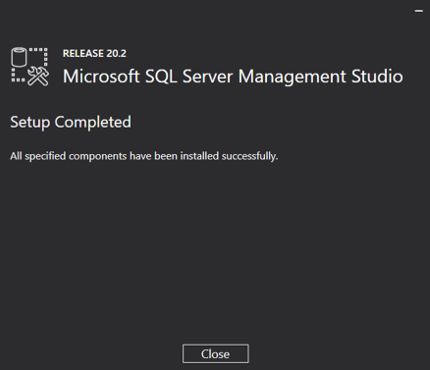 RELEASE 20.2
Microsoft SQL Server Management Studio
Setup Completed
All specified components have been installed successfully.
Close